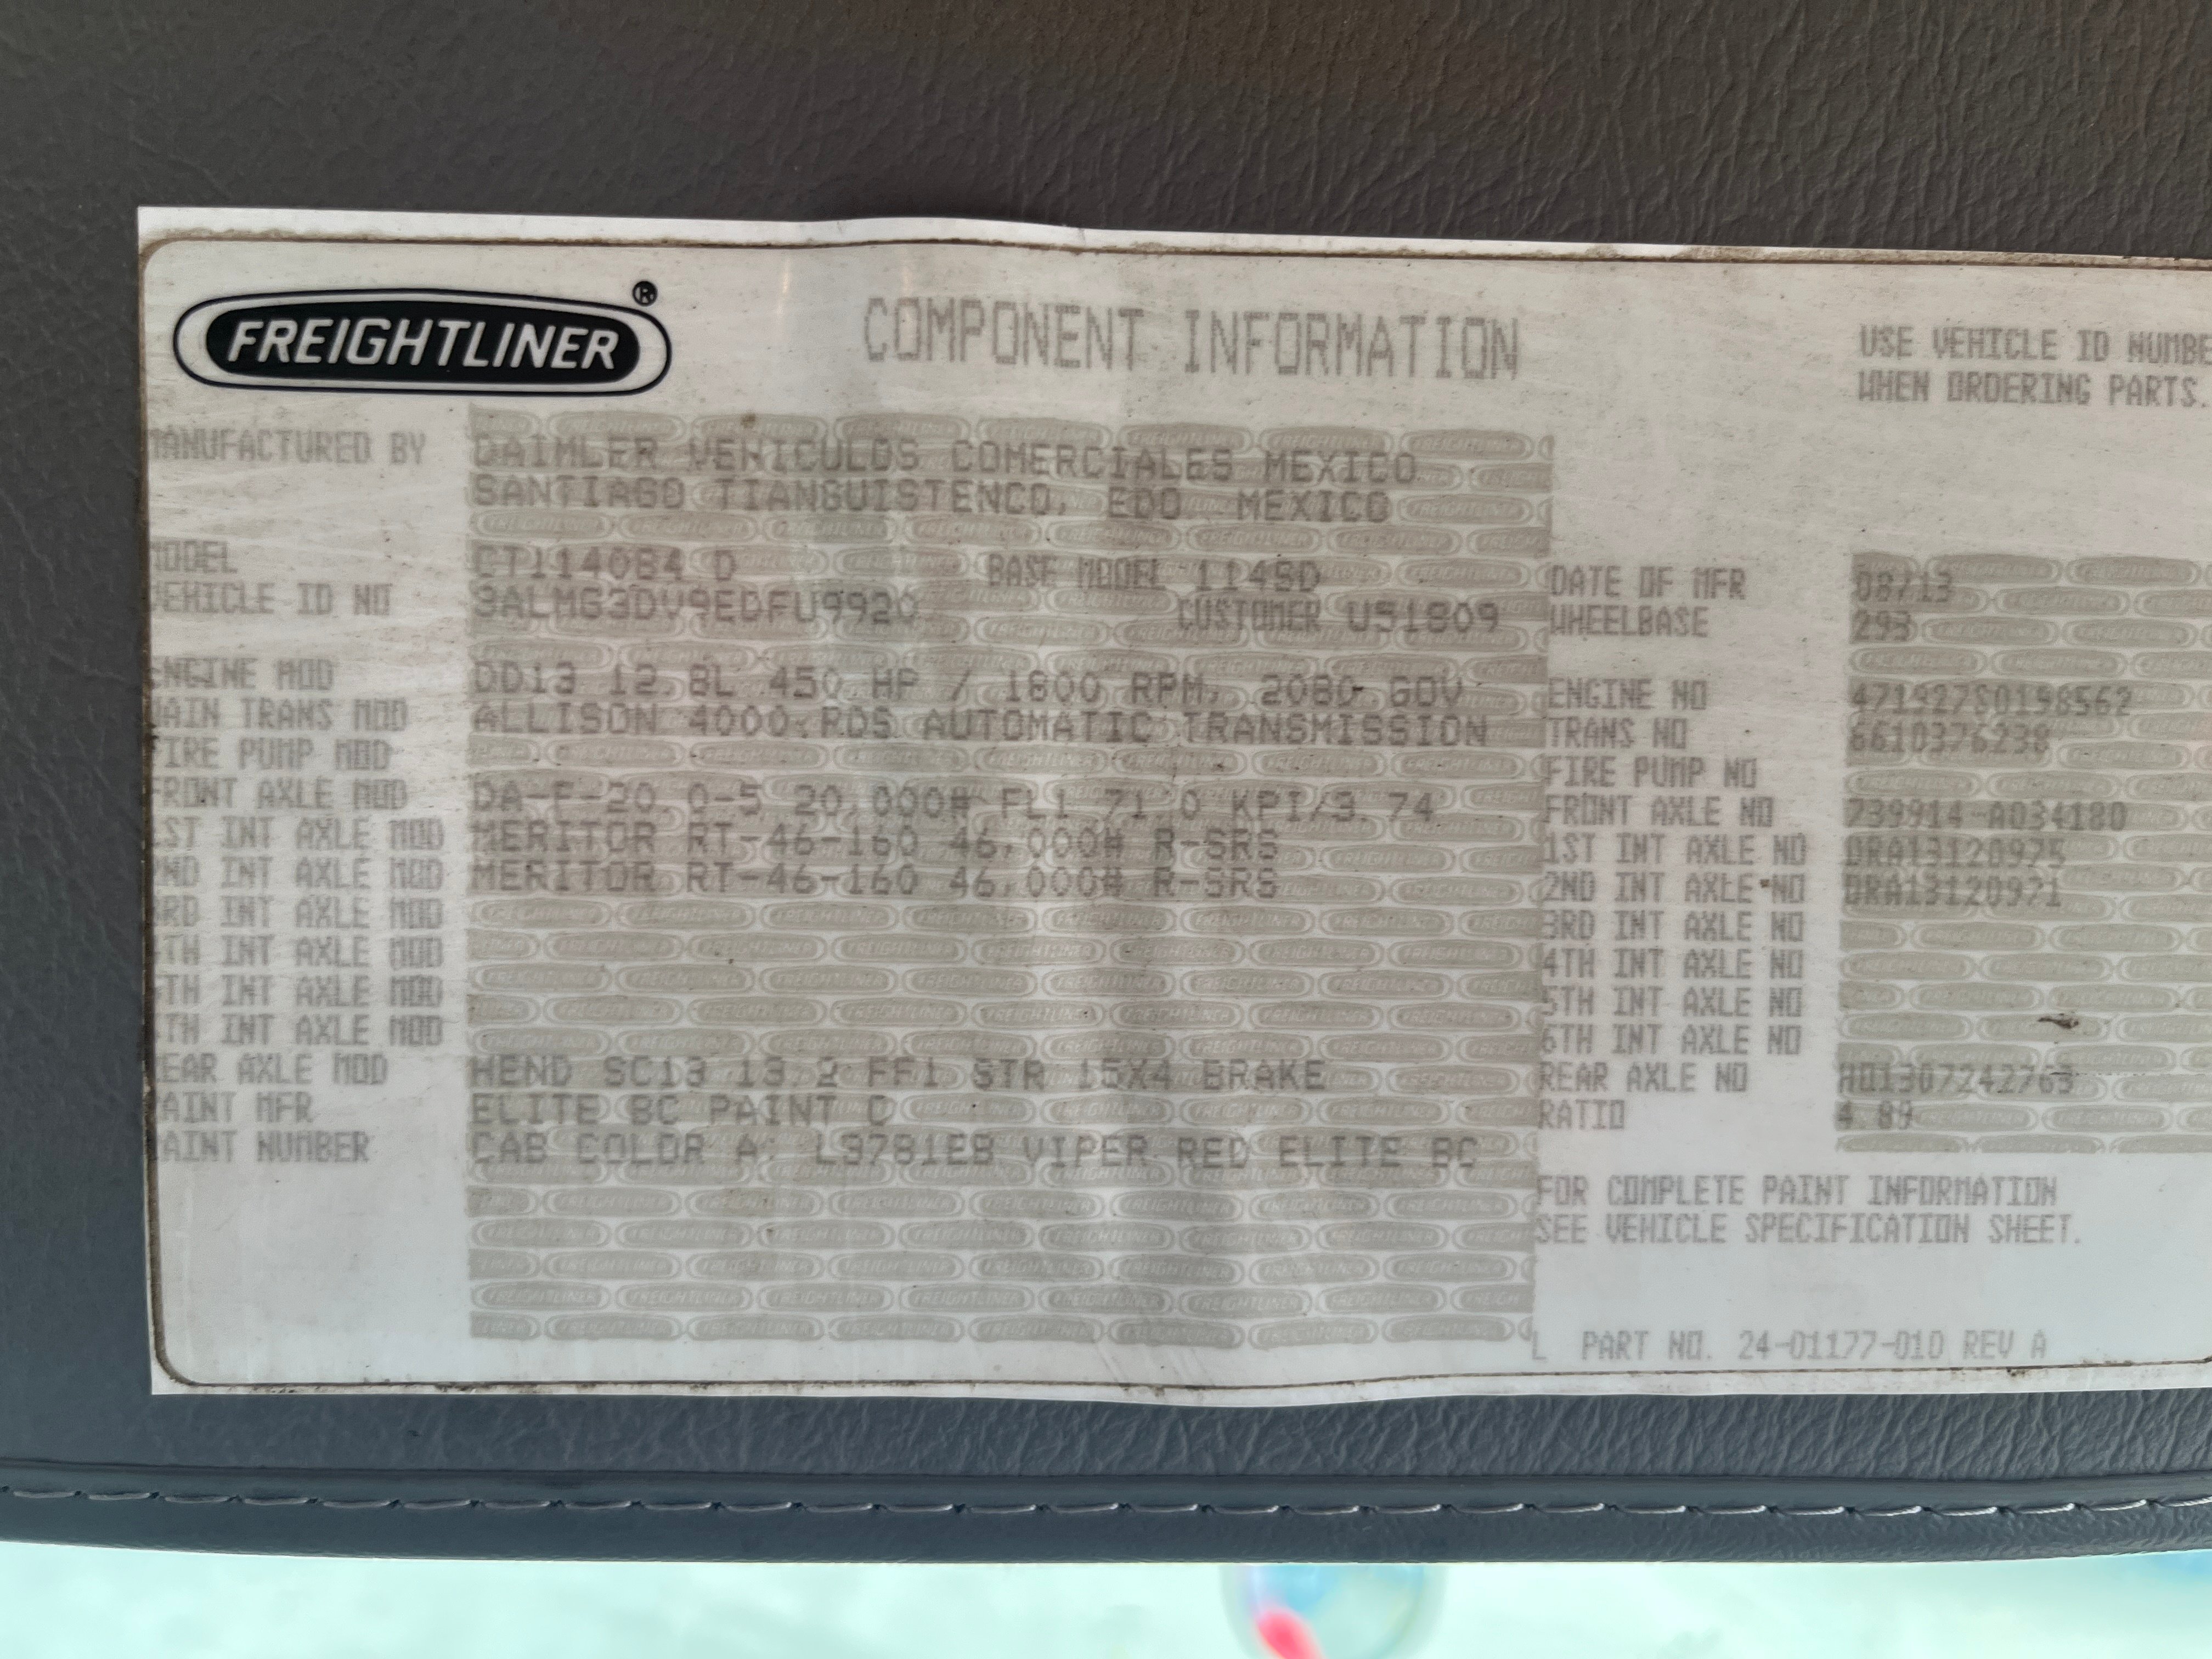 FREIGHTLINER®
COMPONENT INFORMATION
USE VEHICLE ID NUMBE
WHEN ORDERING PARTS.
MANUFACTURED BY DAIMLER VEHICULOS COMERCIALES MEXICO
SANTIAGO TIANGUISTENCO, EDO. MEXICO
MODEL CT114084 D BASE MODEL 114SD DATE OF MFR 08/13
VEHICLE ID NO 3ALMG3DV9EDFU9920 CUSTOMER U51809 WHEELBASE 293
ENGINE MOD DD13 12.8L 450 HP / 1800 RPM, 2080 GOV ENGINE NO 471927S0198562
MAIN TRANS MOD ALLISON 4000 RDS AUTOMATIC TRANSMISSION TRANS NO 6610376238
FIRE PUMP MOD FIRE PUMP NO
FRONT AXLE MOD DA-F-20.0-5 20,000# FL1 71.0 KPI/3.74 FRONT AXLE NO 739914-A034180
1ST INT AXLE MOD MERITOR RT-46-160 46,000# R-SRS 1ST INT AXLE NO DRA13120975
2ND INT AXLE MOD MERITOR RT-46-160 46,000# R-SRS 2ND INT AXLE NO DRA13120971
3RD INT AXLE MOD 3RD INT AXLE NO
4TH INT AXLE MOD 4TH INT AXLE NO
5TH INT AXLE MOD 5TH INT AXLE NO
6TH INT AXLE MOD 6TH INT AXLE NO
REAR AXLE MOD HEND SC13 13.2 FF1 STR 15X4 BRAKE REAR AXLE NO HO1307242763
PAINT MFR ELITE BC PAINT C RATIO 4.89
PAINT NUMBER CAB COLOR A: L3781EB VIPER RED ELITE BC
FOR COMPLETE PAINT INFORMATION
SEE VEHICLE SPECIFICATION SHEET.
L PART NO. 24-01177-010 REV A